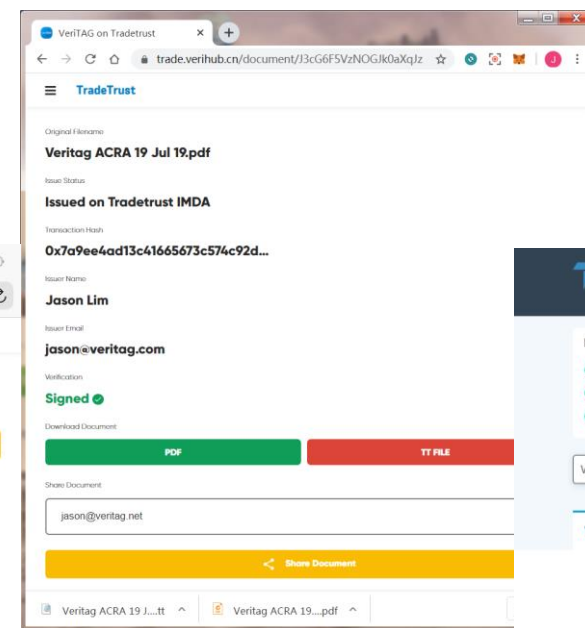 VeriTAG on Tradetrust
trade.verihub.cn/document/J3cG6F5VzNOGJk0aXqJz
TradeTrust
Original Filename
Veritag ACRA 19 Jul 19.pdf
Issue Status
Issued on Tradetrust IMDA
Transaction Hash
0x7a9ee4ad13c41665673c574c92d...
Issuer Name
Jason Lim
Issuer Email
jason@veritag.com
Verification
Signed
Download Document
PDF
TT FILE
Share Document
jason@veritag.net
Share Document
Veritag ACRA 19 J....tt
Veritag ACRA 19....pdf